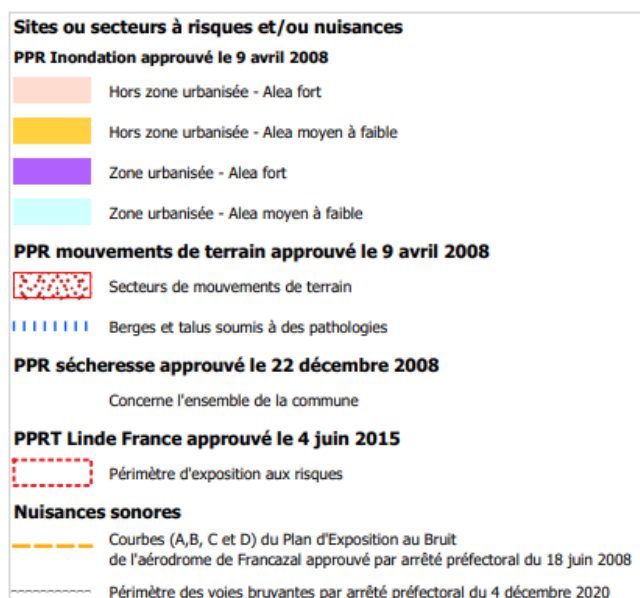 Sites ou secteurs à risques et/ou nuisances
PPR Inondation approuvé le 9 avril 2008
Hors zone urbanisée - Alea fort
Hors zone urbanisée - Alea moyen à faible
Zone urbanisée - Alea fort
Zone urbanisée - Alea moyen à faible
PPR mouvements de terrain approuvé le 9 avril 2008
Secteurs de mouvements de terrain
Berges et talus soumis à des pathologies
PPR sécheresse approuvé le 22 décembre 2008
Concerne l'ensemble de la commune
PPRT Linde France approuvé le 4 juin 2015
Périmètre d'exposition aux risques
Nuisances sonores
Courbes (A,B, C et D) du Plan d'Exposition au Bruit
de l'aérodrome de Francazal approuvé par arrêté préfectoral du 18 juin 2008
Périmètre des voies bruyantes par arrêté préfectoral du 4 décembre 2020